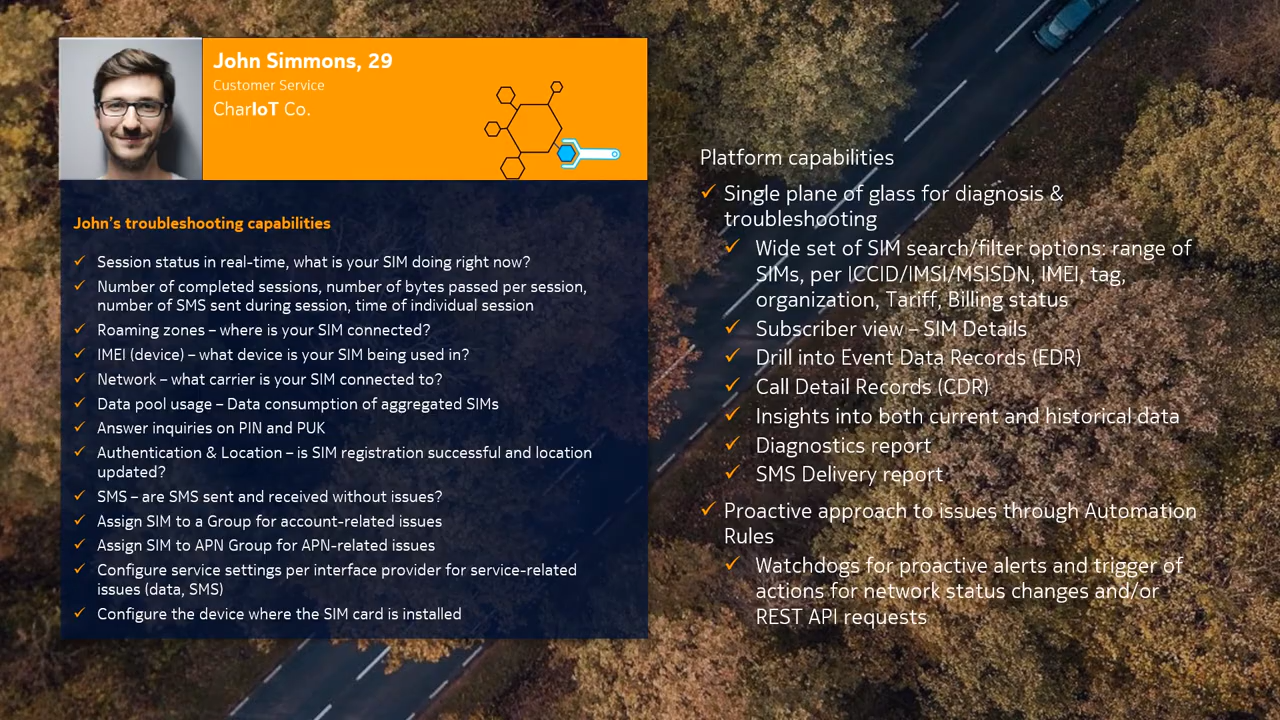 John Simmons, 29
Customer Service
CharIoT Co.
John's troubleshooting capabilities
Session status in real-time, what is your SIM doing right now?
Number of completed sessions, number of bytes passed per session,
number of SMS sent during session, time of individual session
Roaming zones – where is your SIM connected?
IMEI (device) – what device is your SIM being used in?
Network – what carrier is your SIM connected to?
Data pool usage – Data consumption of aggregated SIMs
Answer inquiries on PIN and PUK
Authentication & Location – is SIM registration successful and location
updated?
SMS – are SMS sent and received without issues?
Assign SIM to a Group for account-related issues
Assign SIM to APN Group for APN-related issues
Configure service settings per interface provider for service-related
issues (data, SMS)
Configure the device where the SIM card is installed
Platform capabilities
Single plane of glass for diagnosis &
troubleshooting
Wide set of SIM search/filter options: range of
SIMs, per ICCID/IMSI/MSISDN, IMEI, tag,
organization, Tariff, Billing status
Subscriber view – SIM Details
Drill into Event Data Records (EDR)
Call Detail Records (CDR)
Insights into both current and historical data
Diagnostics report
SMS Delivery report
Proactive approach to issues through Automation
Rules
Watchdogs for proactive alerts and trigger of
actions for network status changes and/or
REST API requests